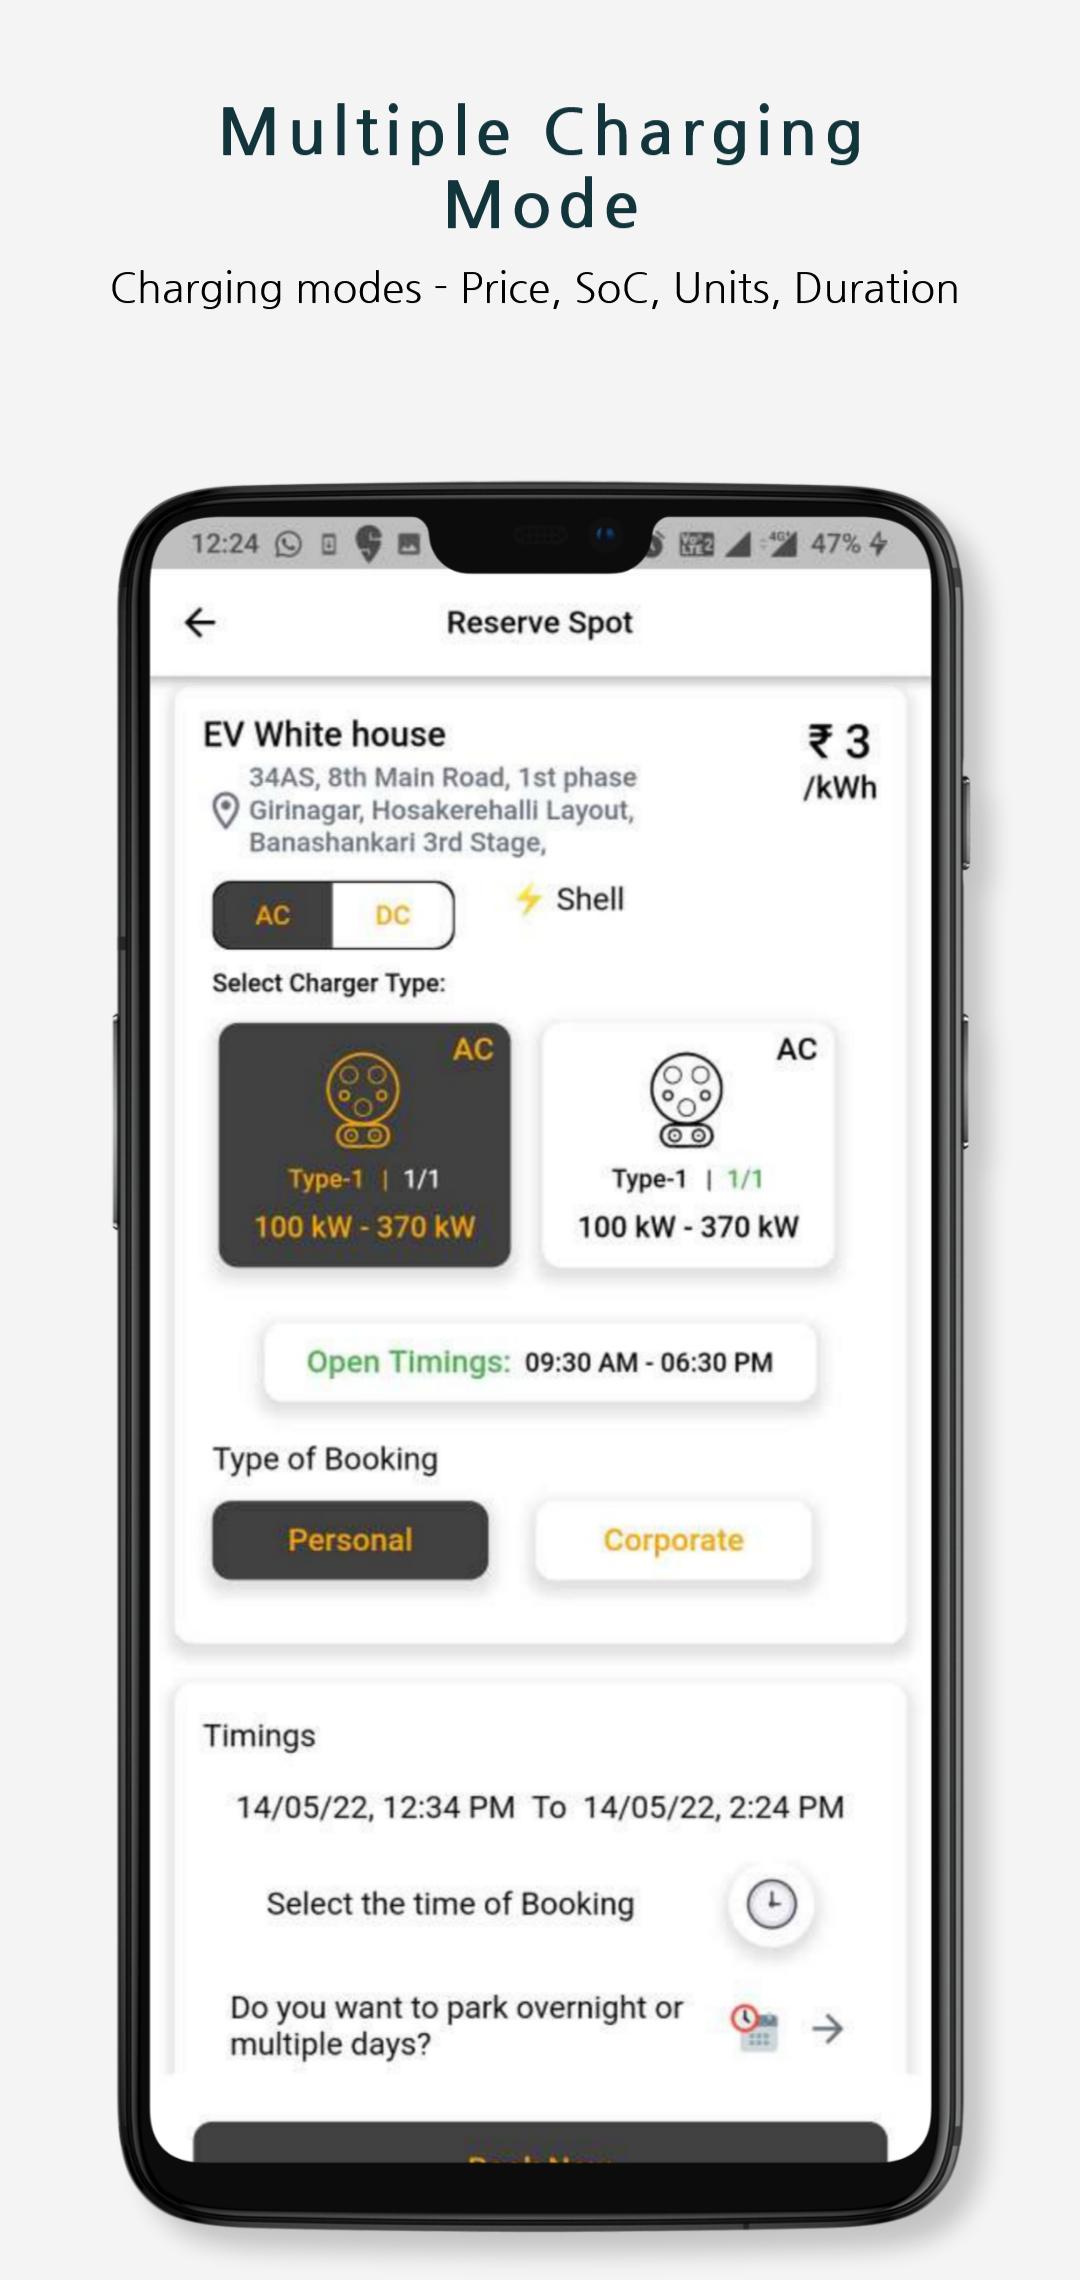 Multiple Charging
Mode
Charging modes - Price, SoC, Units, Duration
12:24
4G
47%
Reserve Spot
EV White house
₹ 3
/kWh
34AS, 8th Main Road, 1st phase
Girinagar, Hosakerehalli Layout,
Banashankari 3rd Stage,
AC DC
Shell
Select Charger Type:
AC
Type-1 | 1/1
100 kW - 370 kW
AC
Type-1 | 1/1
100 kW - 370 kW
Open Timings: 09:30 AM - 06:30 PM
Type of Booking
Personal
Corporate
Timings
14/05/22, 12:34 PM To 14/05/22, 2:24 PM
Select the time of Booking
Do you want to park overnight or
multiple days?